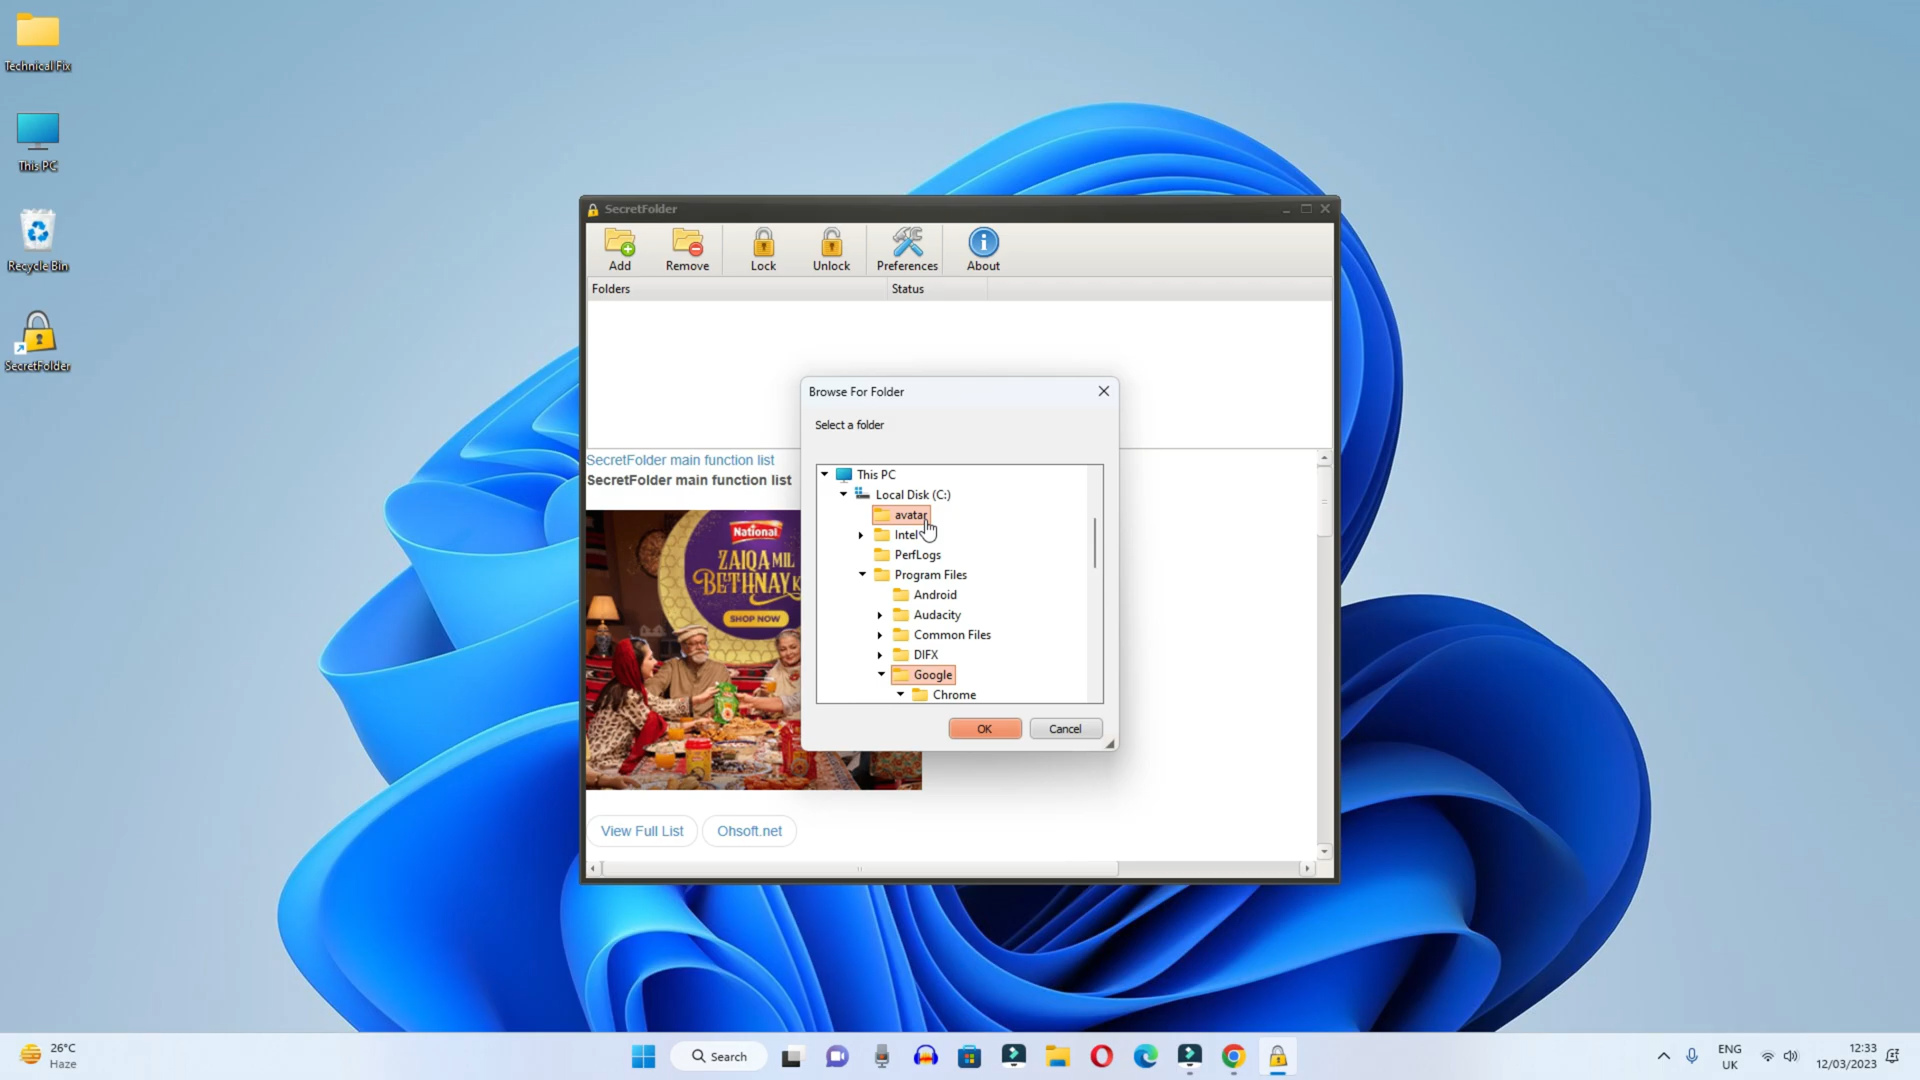 Technical Fix
This PC
Recycle Bin
SecretFolder
SecretFolder
Add
Remove
Lock
Unlock
Preferences
About
Folders
Status
SecretFolder main function list
SecretFolder main function list
National
ZAIQA MIL
BETHNAY K
SHOP NOW
View Full List
Ohsoft.net
Browse For Folder
Select a folder
This PC
Local Disk (C:)
avatar
Intel
PerfLogs
Program Files
Android
Audacity
Common Files
DIFX
Google
Chrome
OK
Cancel
26°C
Haze
Search
ENG
UK
12:33
12/03/2023